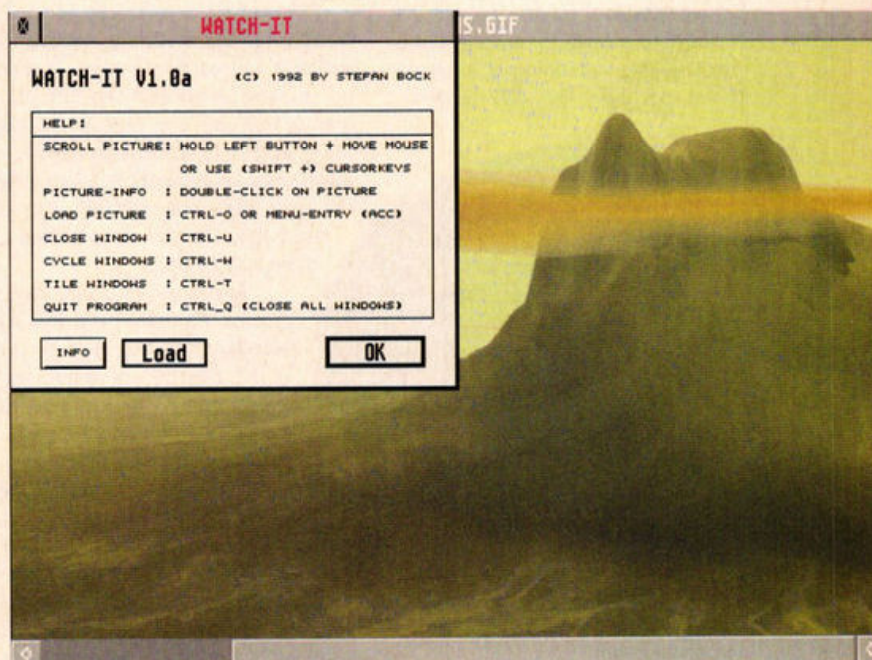 WATCH-IT
S.GIF
WATCH-IT V1.0a (C) 1992 BY STEFAN BOCK
HELP:
SCROLL PICTURE: HOLD LEFT BUTTON + MOVE MOUSE
OR USE (SHIFT +) CURSORKEYS
PICTURE-INFO : DOUBLE-CLICK ON PICTURE
LOAD PICTURE : CTRL-O OR MENU-ENTRY (ACC)
CLOSE WINDOW : CTRL-U
CYCLE WINDOWS : CTRL-W
TILE WINDOWS : CTRL-T
QUIT PROGRAM : CTRL_Q (CLOSE ALL WINDOWS)
INFO Load OK